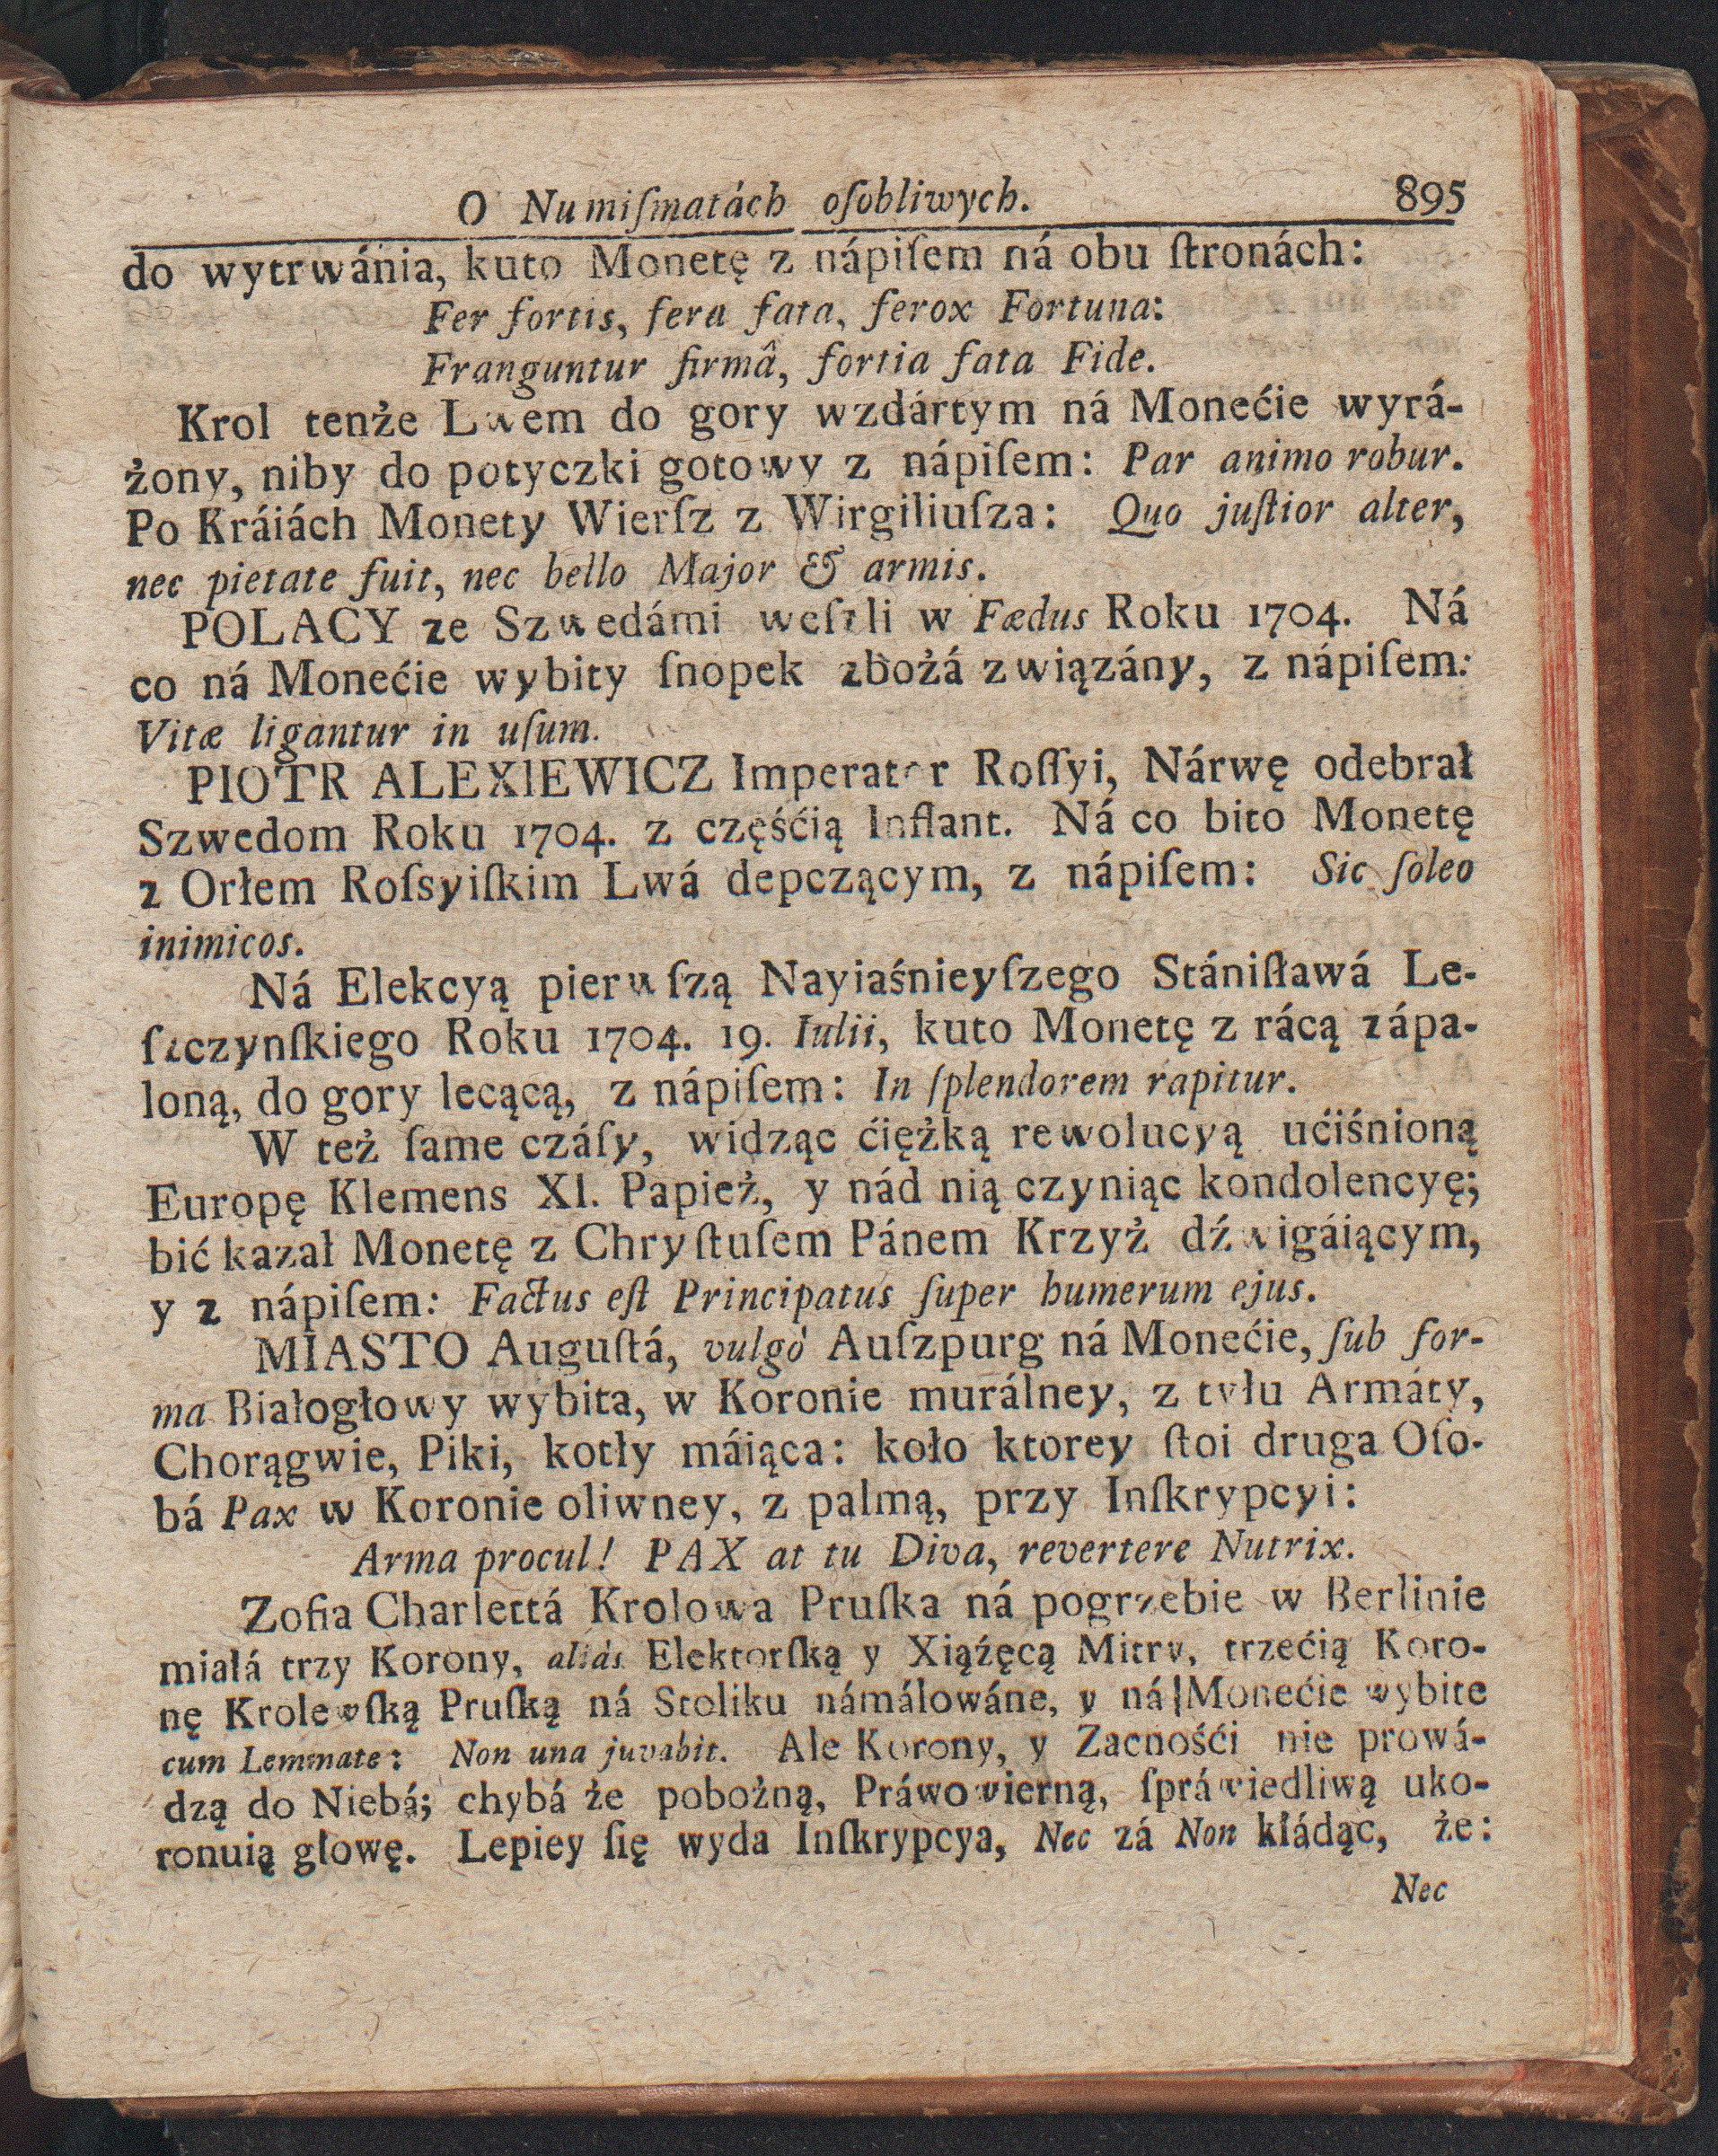 O Numiſmatách oſobliwych. 895
do wytrwánia, kuto Monetę z nápiſem ná obu ſtronách:
Fer fortis, fera fata, ferox Fortuna:
Franguntur firmâ, fortia fata Fide.
Krol tenże Lwem do gory wzdártym ná Monećie wyrá-
żony, niby do potyczki gotowy z nápiſem: Par animo robur.
Po Kráiách Monety Wierſz z Wirgiliuſza: Quo juſtior alter,
nec pietate fuit, nec bello Major & armis.
POLACY ze Szwedámi weſzli w Fædus Roku 1704. Ná
co ná Monećie wybity ſnopek zbożá związány, z nápiſem:
Vitæ ligantur in uſum.
PIOTR ALEXIEWICZ Imperator Roſſyi, Nárwę odebrał
Szwedom Roku 1704. z częśćią Inflant. Ná co bito Monetę
z Orłem Roſsyiſkim Lwá depczącym, z nápiſem: Sic ſoleo
inimicos.
Ná Elekcyą pierwſzą Nayiaśnieyſzego Stániſławá Le-
ſzczynſkiego Roku 1704. 19. Iulii, kuto Monetę z rácą zápa-
loną, do gory lecącą, z nápiſem: In ſplendorem rapitur.
W też ſame czáſy, widząc ćiężką rewolucyą ućiśnioną
Europę Klemens XI. Papież, y nád nią czyniąc kondolencyę;
bić kazał Monetę z Chryſtuſem Pánem Krzyż dźwigáiącym,
y z nápiſem: Factus eſt Principatus ſuper humerum ejus.
MIASTO Auguſtá, vulgò Auſzpurg ná Monećie, ſub for-
ma Białogłowy wybita, w Koronie murálney, z tyłu Armáty,
Chorągwie, Piki, kotły máiąca: koło ktorey ſtoi druga Oſo-
bá Pax w Koronie oliwney, z palmą, przy Inſkrypcyi:
Arma procul! PAX at tu Diva, revertere Nutrix.
Zofia Charlettá Krolowa Pruſka ná pogrzebie w Berlinie
miałá trzy Korony, aliàs Elektorſką y Xiąźęcą Mitry, trzećią Koro-
nę Krolewſką Pruſką ná Stoliku námálowáne, y ná Monećie wybite
cum Lemmate: Non una juvabit. Ale Korony, y Zacnośći nie prowá-
dzą do Niebá; chybá że pobożną, Práwowierną, ſpráwiedliwą uko-
ronuią głowę. Lepiey ſię wyda Inſkrypcya, Nec zá Non kłádąc, że:
Nec